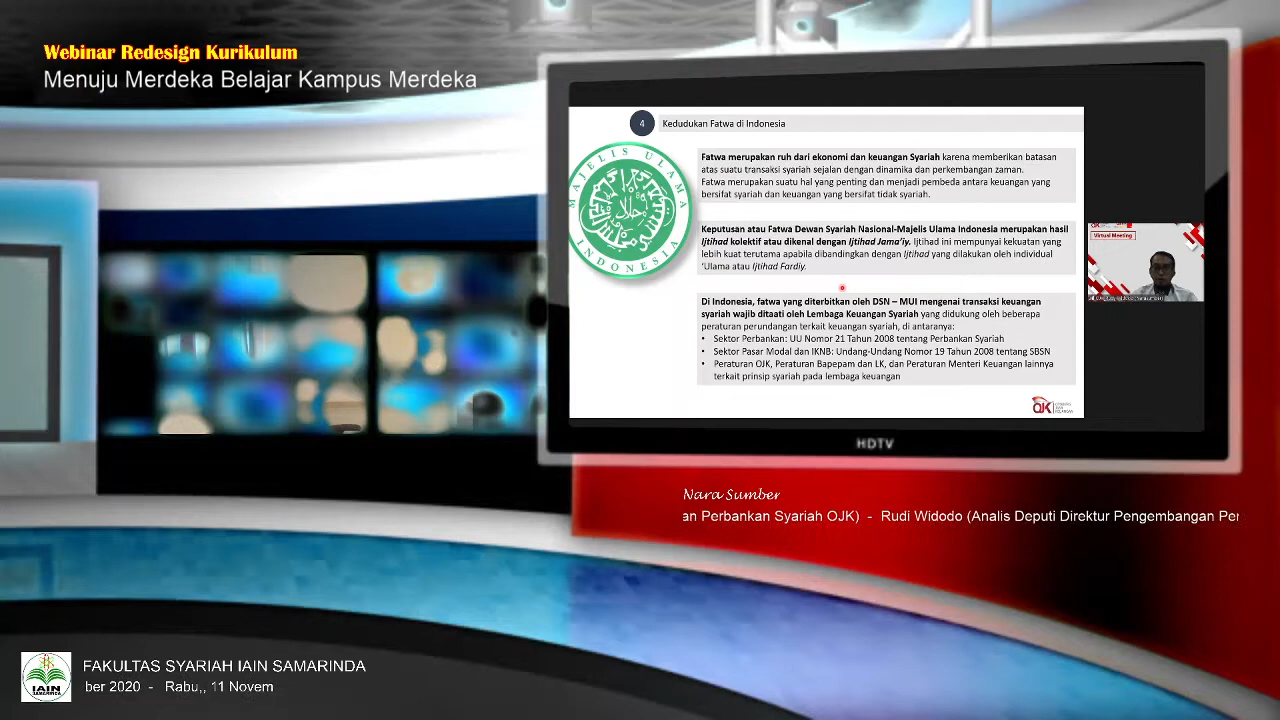 Webinar Redesign Kurikulum
Menuju Merdeka Belajar Kampus Merdeka
4
Kedudukan Fatwa di Indonesia
MAJELIS ULAMA
INDONESIA
حلال
Fatwa merupakan ruh dari ekonomi dan keuangan Syariah karena memberikan batasan
atas suatu transaksi syariah sejalan dengan dinamika dan perkembangan zaman.
Fatwa merupakan suatu hal yang penting dan menjadi pembeda antara keuangan yang
bersifat syariah dan keuangan yang bersifat tidak syariah.
Keputusan atau Fatwa Dewan Syariah Nasional-Majelis Ulama Indonesia merupakan hasil
Ijtihad kolektif atau dikenal dengan Ijtihad Jama'iy. Ijtihad ini mempunyai kekuatan yang
lebih kuat terutama apabila dibandingkan dengan Ijtihad yang dilakukan oleh individual
'Ulama atau Ijtihad Fardiy.
Di Indonesia, fatwa yang diterbitkan oleh DSN – MUI mengenai transaksi keuangan
syariah wajib ditaati oleh Lembaga Keuangan Syariah yang didukung oleh beberapa
peraturan perundangan terkait keuangan syariah, di antaranya:
• Sektor Perbankan: UU Nomor 21 Tahun 2008 tentang Perbankan Syariah
• Sektor Pasar Modal dan IKNB: Undang-Undang Nomor 19 Tahun 2008 tentang SBSN
• Peraturan OJK, Peraturan Bapepam dan LK, dan Peraturan Menteri Keuangan lainnya
terkait prinsip syariah pada lembaga keuangan
OJK
Virtual Meeting
HDTV
Nara Sumber
an Perbankan Syariah OJK) - Rudi Widodo (Analis Deputi Direktur Pengembangan Per
IAIN
SAMARINDA
FAKULTAS SYARIAH IAIN SAMARINDA
ber 2020 - Rabu,, 11 Novem